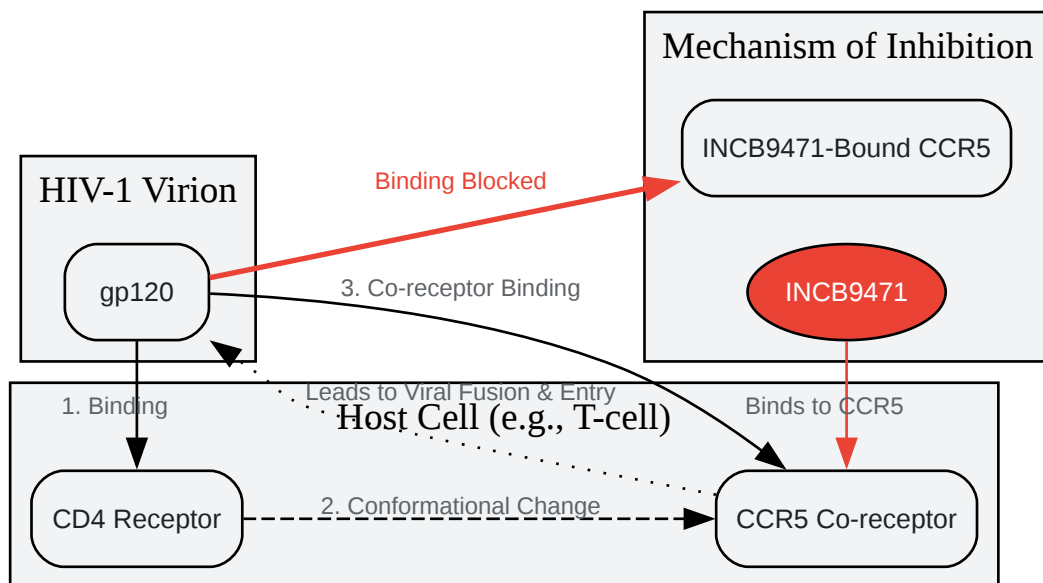 Mechanism of Inhibition
INCB9471-Bound CCR5
HIV-1 Virion
Binding Blocked
gp120
3. Co-receptor Binding
INCB9471
Leads to Viral Fusion & Entry
1. Binding
Binds to CCR5
Host Cell (e.g., T-cell)
2. Conformational Change
CD4 Receptor
CCR5 Co-receptor